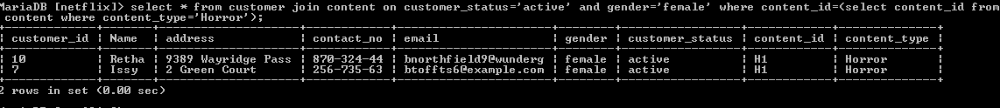 MariaDB [netflix]> select * from customer join content on customer_status='active' and gender='female' where content_id=(select content_id from
content where content_type='Horror');
+-------------+-------+-------------------+------------+----------------------+--------+-----------------+------------+--------------+
| customer_id | Name | address | contact_no | email | gender | customer_status | content_id | content_type |
+-------------+-------+-------------------+------------+----------------------+--------+-----------------+------------+--------------+
| 10 | Retha | 9389 Wayridge Pass | 870-324-44 | bnorthfield9@wunderg | female | active | H1 | Horror |
| 7 | Issy | 2 Green Court | 256-735-63 | btoffts6@example.com | female | active | H1 | Horror |
+-------------+-------+-------------------+------------+----------------------+--------+-----------------+------------+--------------+
2 rows in set (0.00 sec)